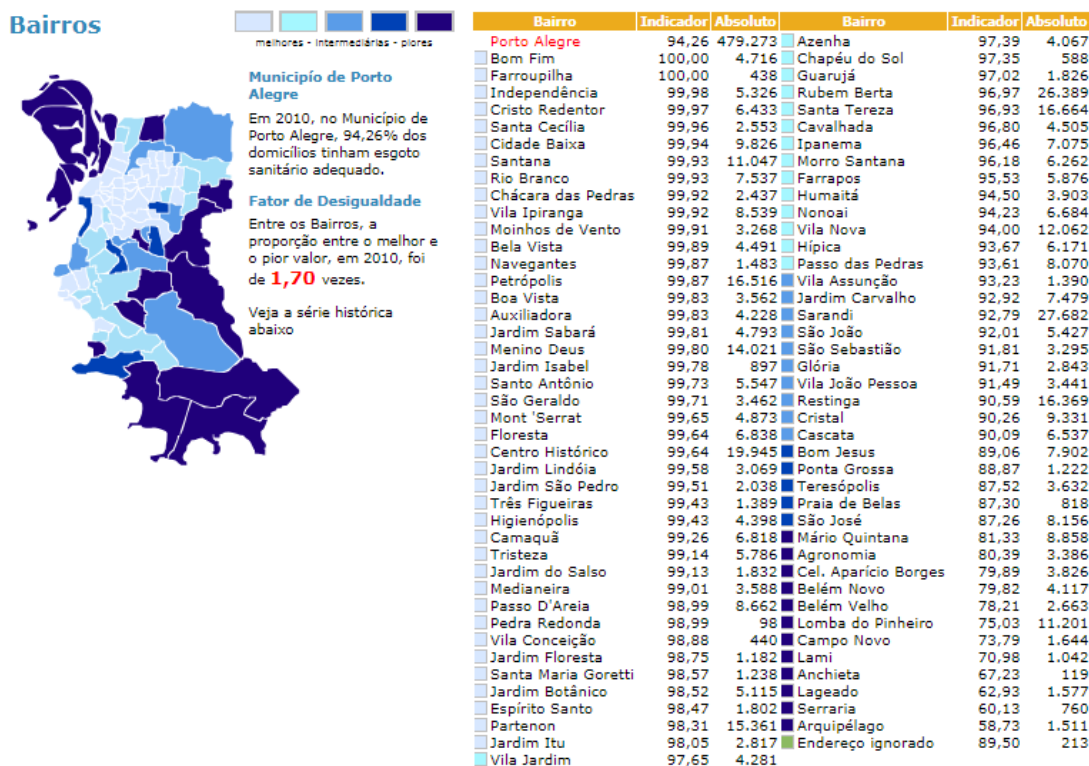 Bairros
melhores - intermediárias - piores
Municipío de Porto
Alegre
Em 2010, no Município de
Porto Alegre, 94,26% dos
domicílios tinham esgoto
sanitário adequado.
Fator de Desigualdade
Entre os Bairros, a
proporção entre o melhor e
o pior valor, em 2010, foi
de 1,70 vezes.
Veja a série histórica
abaixo
Bairro Indicador Absoluto Bairro Indicador Absoluto
Porto Alegre 94,26 479.273 Azenha 97,39 4.067
Bom Fim 100,00 4.716 Chapéu do Sol 97,35 588
Farroupilha 100,00 438 Guarujá 97,02 1.826
Independência 99,98 5.326 Rubem Berta 96,97 26.389
Cristo Redentor 99,97 6.433 Santa Tereza 96,93 16.664
Santa Cecília 99,96 2.553 Cavalhada 96,80 4.505
Cidade Baixa 99,94 9.826 Ipanema 96,46 7.075
Santana 99,93 11.047 Morro Santana 96,18 6.262
Rio Branco 99,93 7.537 Farrapos 95,53 5.876
Chácara das Pedras 99,92 2.437 Humaitá 94,50 3.903
Vila Ipiranga 99,92 8.539 Nonoai 94,23 6.684
Moinhos de Vento 99,91 3.268 Vila Nova 94,00 12.062
Bela Vista 99,89 4.491 Hípica 93,67 6.171
Navegantes 99,87 1.483 Passo das Pedras 93,61 8.070
Petrópolis 99,87 16.516 Vila Assunção 93,23 1.390
Boa Vista 99,83 3.562 Jardim Carvalho 92,92 7.479
Auxiliadora 99,83 4.228 Sarandi 92,79 27.682
Jardim Sabará 99,81 4.793 São João 92,01 5.427
Menino Deus 99,80 14.021 São Sebastião 91,81 3.295
Jardim Isabel 99,78 897 Glória 91,71 2.843
Santo Antônio 99,73 5.547 Vila João Pessoa 91,49 3.441
São Geraldo 99,71 3.462 Restinga 90,59 16.369
Mont 'Serrat 99,65 4.873 Cristal 90,26 9.331
Floresta 99,64 6.838 Cascata 90,09 6.537
Centro Histórico 99,64 19.945 Bom Jesus 89,06 7.902
Jardim Lindóia 99,58 3.069 Ponta Grossa 88,87 1.222
Jardim São Pedro 99,51 2.038 Teresópolis 87,52 3.632
Três Figueiras 99,43 1.389 Praia de Belas 87,30 818
Higienópolis 99,43 4.398 São José 87,26 8.156
Camaquã 99,26 6.818 Mário Quintana 81,33 8.858
Tristeza 99,14 5.786 Agronomia 80,39 3.386
Jardim do Salso 99,13 1.832 Cel. Aparício Borges 79,89 3.826
Medianeira 99,01 3.588 Belém Novo 79,82 4.117
Passo D'Areia 98,99 8.662 Belém Velho 78,21 2.663
Pedra Redonda 98,99 98 Lomba do Pinheiro 75,03 11.201
Vila Conceição 98,88 440 Campo Novo 73,79 1.644
Jardim Floresta 98,75 1.182 Lami 70,98 1.042
Santa Maria Goretti 98,57 1.238 Anchieta 67,23 119
Jardim Botânico 98,52 5.115 Lageado 62,93 1.577
Espírito Santo 98,47 1.802 Serraria 60,13 760
Partenon 98,31 15.361 Arquipélago 58,73 1.511
Jardim Itu 98,05 2.817 Endereço ignorado 89,50 213
Vila Jardim 97,65 4.281